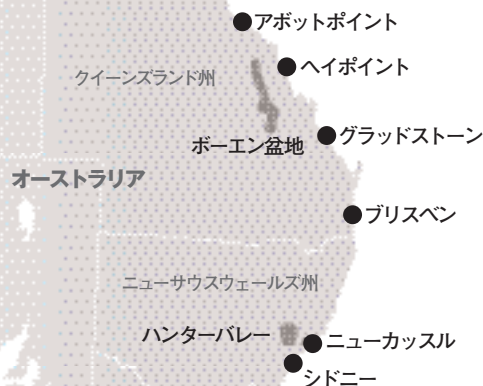 アボットポイント
ヘイポイント
クイーンズランド州
グラッドストーン
ボーエン盆地
オーストラリア
ブリスベン
ニューサウスウェールズ州
ハンターバレー
ニューカッスル
シドニー